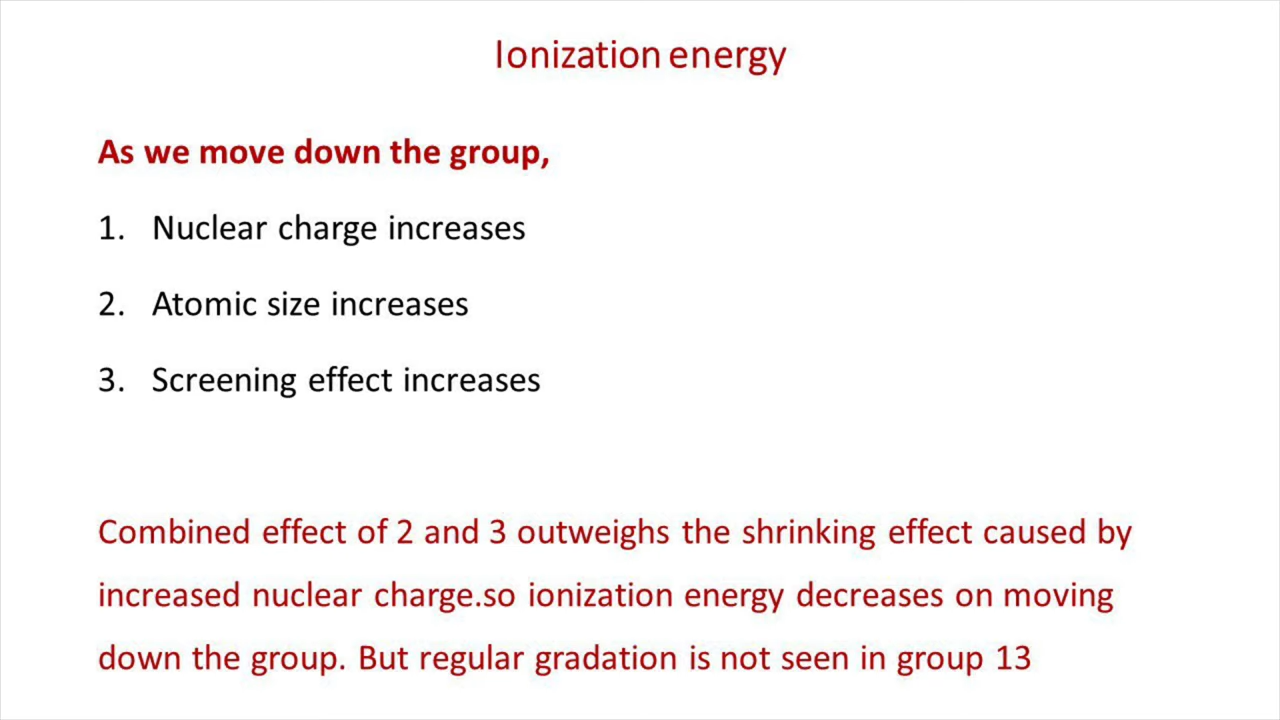 Ionization energy
As we move down the group,
1. Nuclear charge increases
2. Atomic size increases
3. Screening effect increases
Combined effect of 2 and 3 outweighs the shrinking effect caused by
increased nuclear charge.so ionization energy decreases on moving
down the group. But regular gradation is not seen in group 13